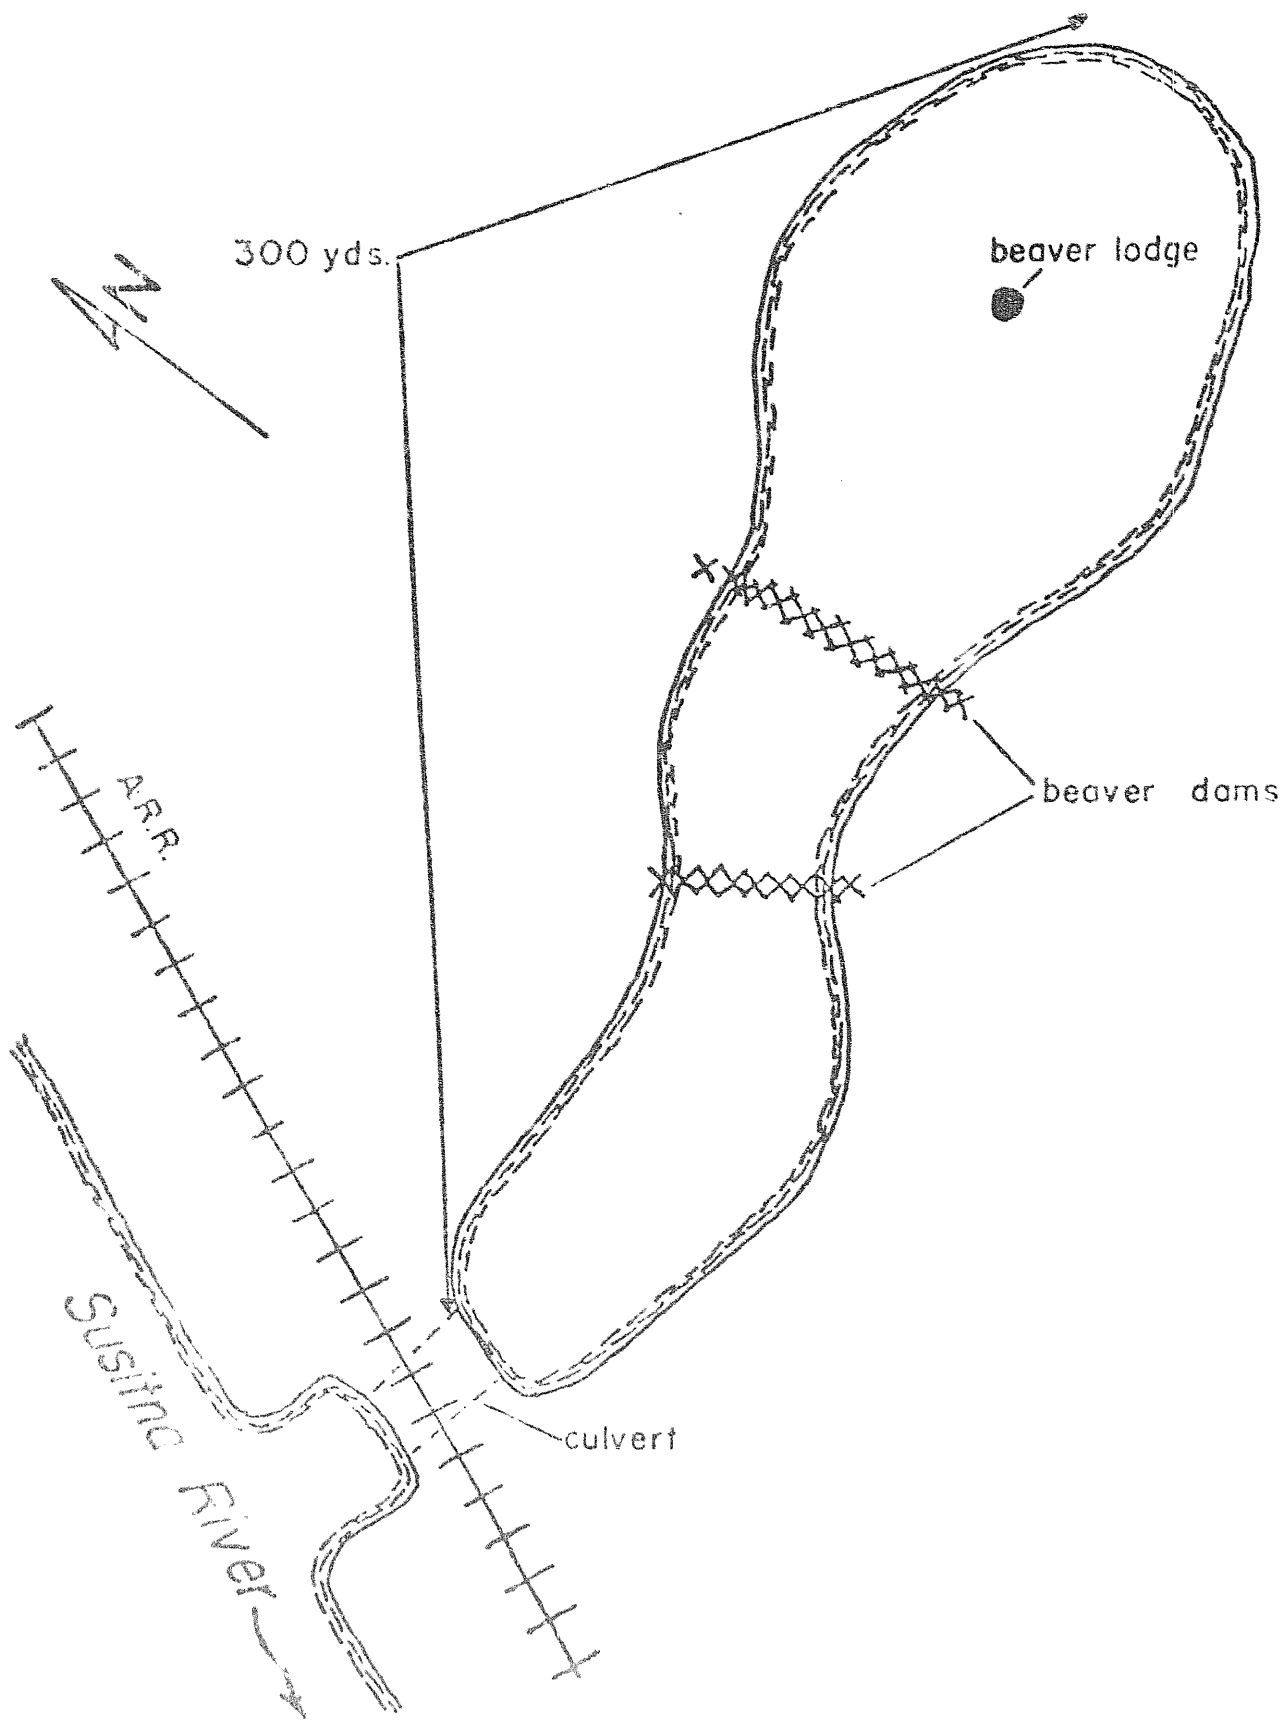 300 yds.
N
beaver lodge
A.R.R.
beaver dams
culvert
Susitna River